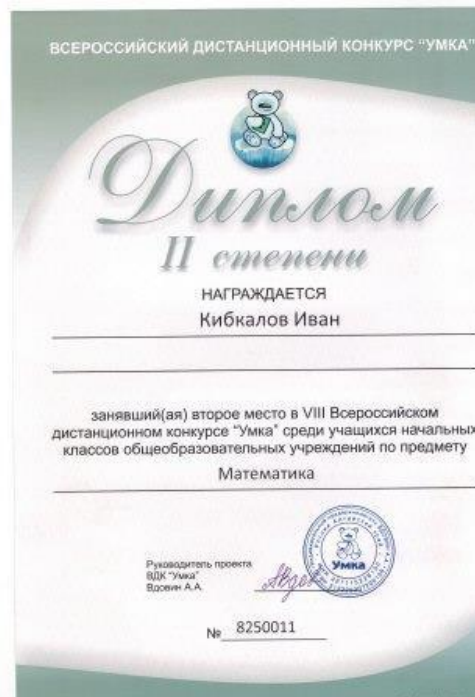 ВСЕРОССИЙСКИЙ ДИСТАНЦИОННЫЙ КОНКУРС "УМКА"
Диплом
II степени
НАГРАЖДАЕТСЯ
Кибкалов Иван
занявший(ая) второе место в VIII Всероссийском
дистанционном конкурсе "Умка" среди учащихся начальных
классов общеобразовательных учреждений по предмету
Математика
Руководитель проекта
ВДК "Умка"
Вдовин А.А.
Умка
№ 8250011